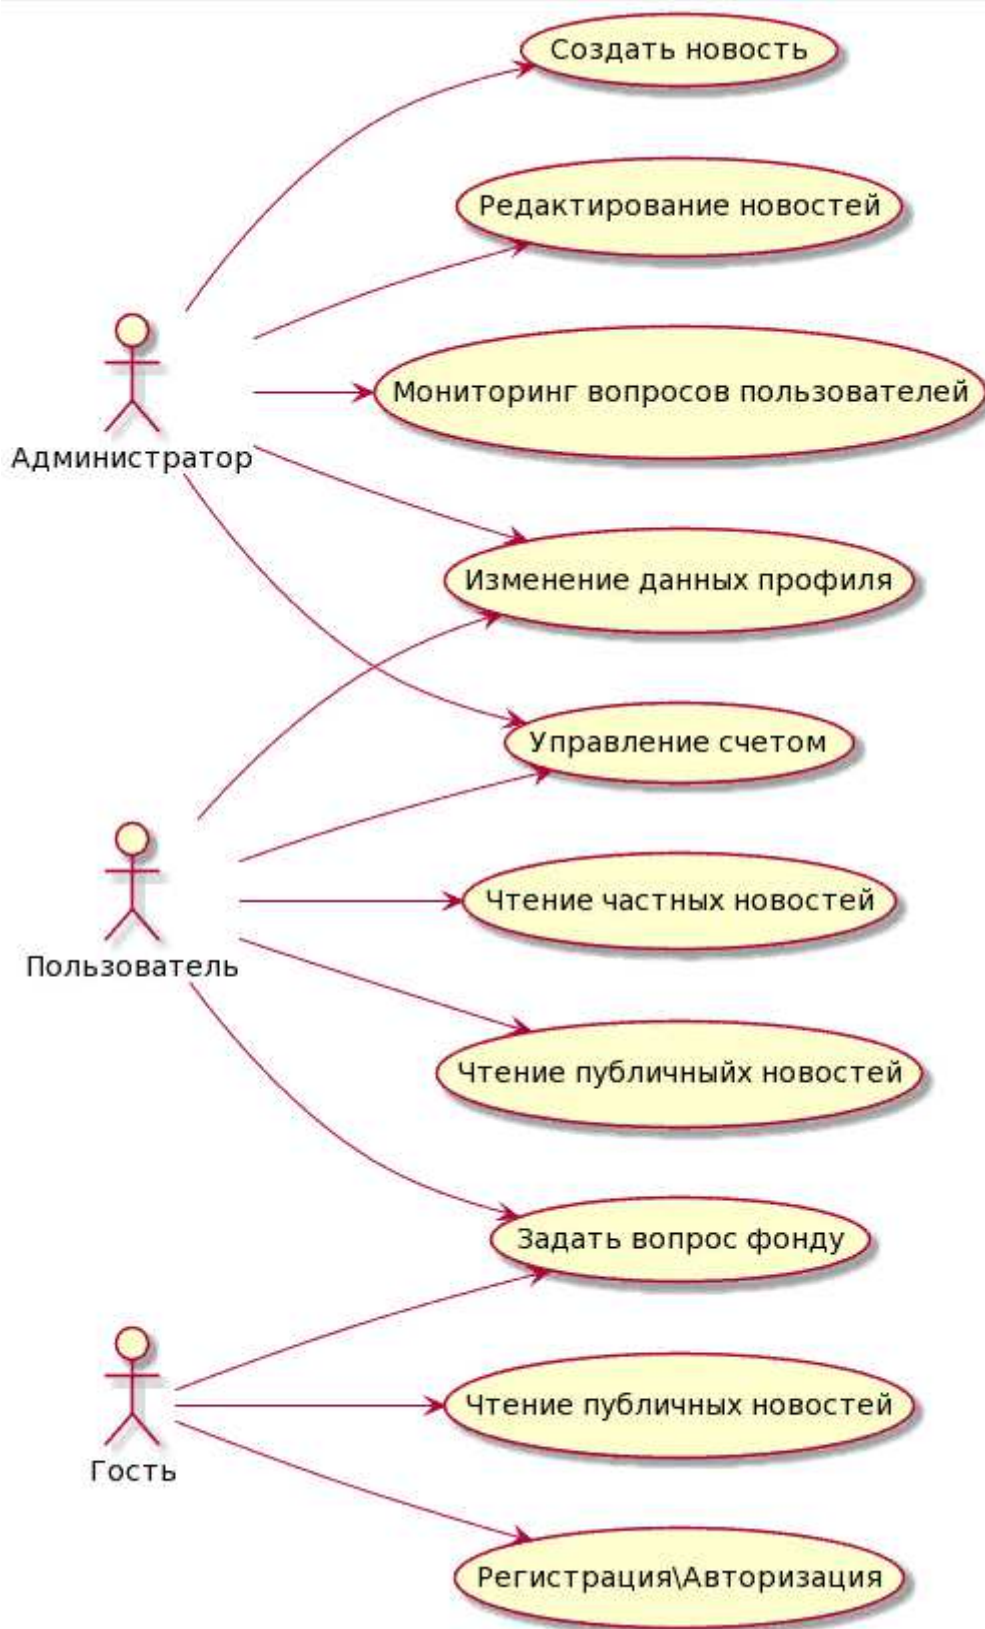 Создать новость
Редактирование новостей
Мониторинг вопросов пользователей
Администратор
Изменение данных профиля
Управление счетом
Чтение частных новостей
Пользователь
Чтение публичныйх новостей
Задать вопрос фонду
Чтение публичных новостей
Гость
Регистрация\Авторизация